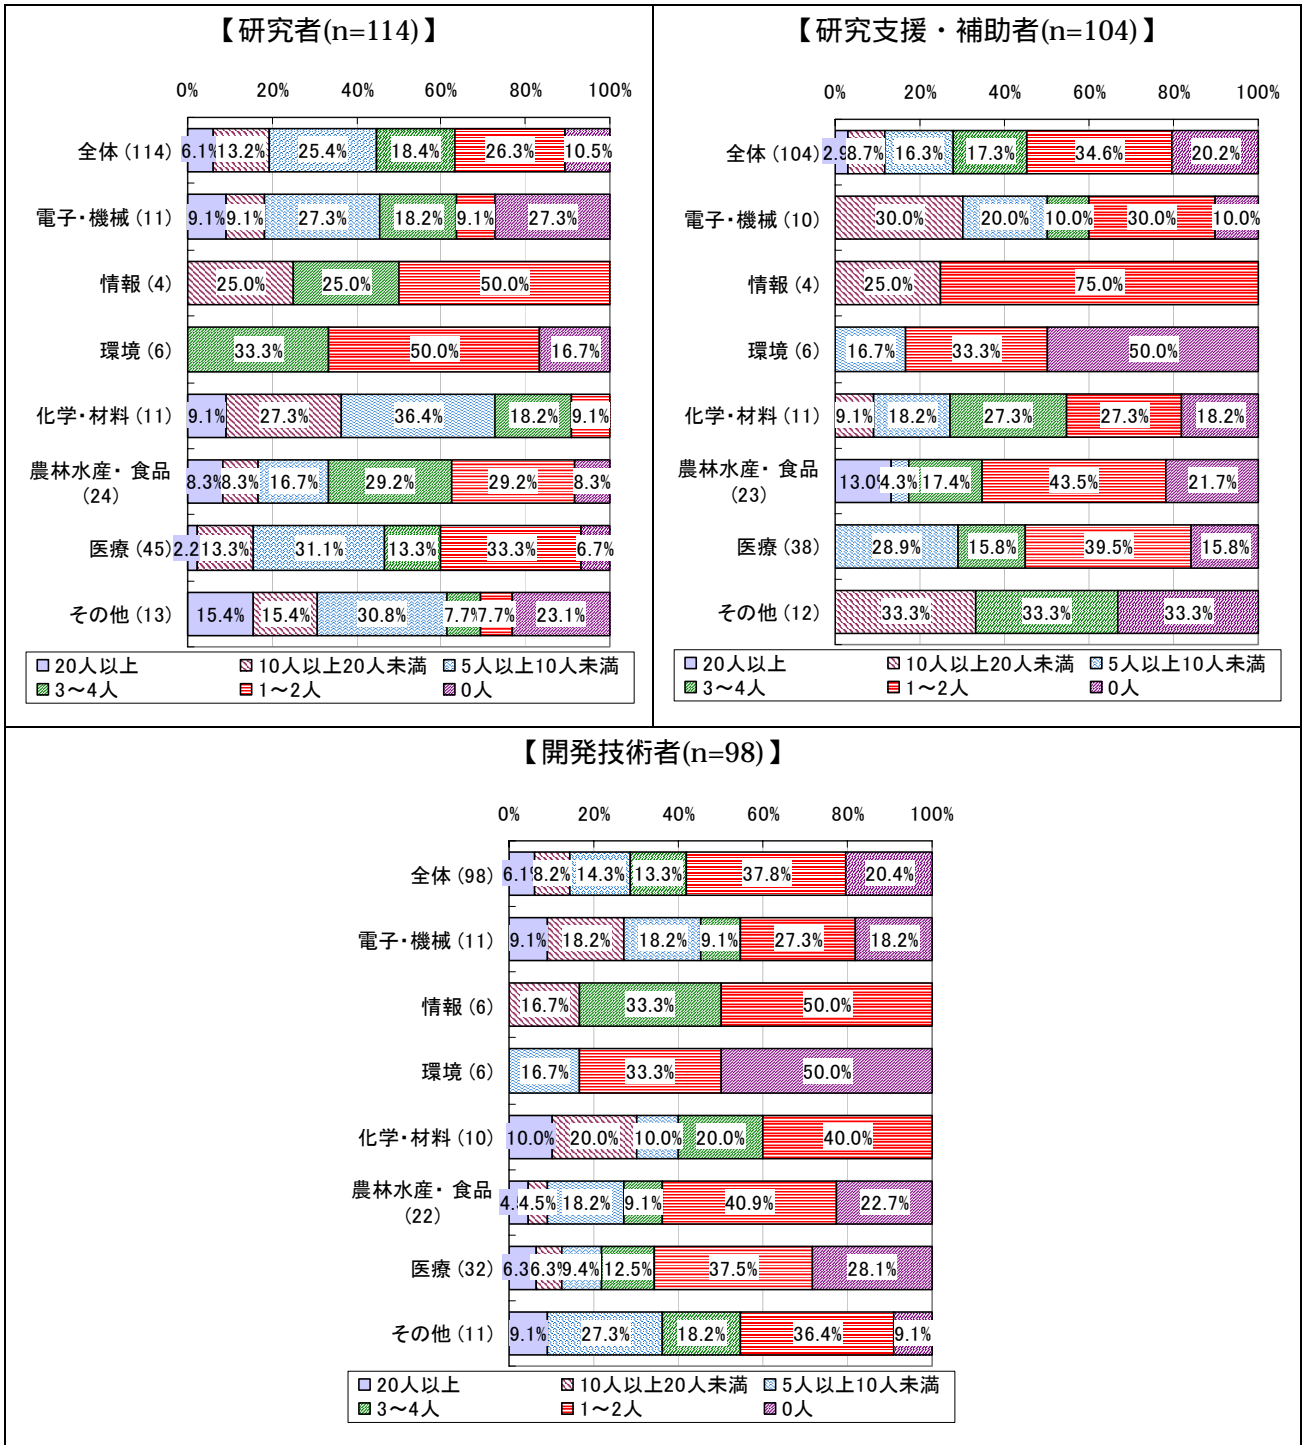 【研究者(n=114)】
0% 20% 40% 60% 80% 100%
全体(114) 6.1% 13.2% 25.4% 18.4% 26.3% 10.5%
電子・機械(11) 9.1% 9.1% 27.3% 18.2% 9.1% 27.3%
情報(4) 25.0% 25.0% 50.0%
環境(6) 33.3% 50.0% 16.7%
化学・材料(11) 9.1% 27.3% 36.4% 18.2% 9.1%
農林水産・食品
(24) 8.3% 8.3% 16.7% 29.2% 29.2% 8.3%
医療(45) 2.2 13.3% 31.1% 13.3% 33.3% 6.7%
その他(13) 15.4% 15.4% 30.8% 7.7% 7.7% 23.1%
20人以上 10人以上20人未満 5人以上10人未満
3～4人 1～2人 0人
【研究支援・補助者(n=104)】
0% 20% 40% 60% 80% 100%
全体(104) 2.9 8.7% 16.3% 17.3% 34.6% 20.2%
電子・機械(10) 30.0% 20.0% 10.0% 30.0% 10.0%
情報(4) 25.0% 75.0%
環境(6) 16.7% 33.3% 50.0%
化学・材料(11) 9.1% 18.2% 27.3% 27.3% 18.2%
農林水産・食品
(23) 13.0% 4.3% 17.4% 43.5% 21.7%
医療(38) 28.9% 15.8% 39.5% 15.8%
その他(12) 33.3% 33.3% 33.3%
20人以上 10人以上20人未満 5人以上10人未満
3～4人 1～2人 0人
【開発技術者(n=98)】
0% 20% 40% 60% 80% 100%
全体(98) 6.1% 8.2% 14.3% 13.3% 37.8% 20.4%
電子・機械(11) 9.1% 18.2% 18.2% 9.1% 27.3% 18.2%
情報(6) 16.7% 33.3% 50.0%
環境(6) 16.7% 33.3% 50.0%
化学・材料(10) 10.0% 20.0% 10.0% 20.0% 40.0%
農林水産・食品
(22) 4. 4.5% 18.2% 9.1% 40.9% 22.7%
医療(32) 6.3 6.3% 9.4% 12.5% 37.5% 28.1%
その他(11) 9.1% 27.3% 18.2% 36.4% 9.1%
20人以上 10人以上20人未満 5人以上10人未満
3～4人 1～2人 0人